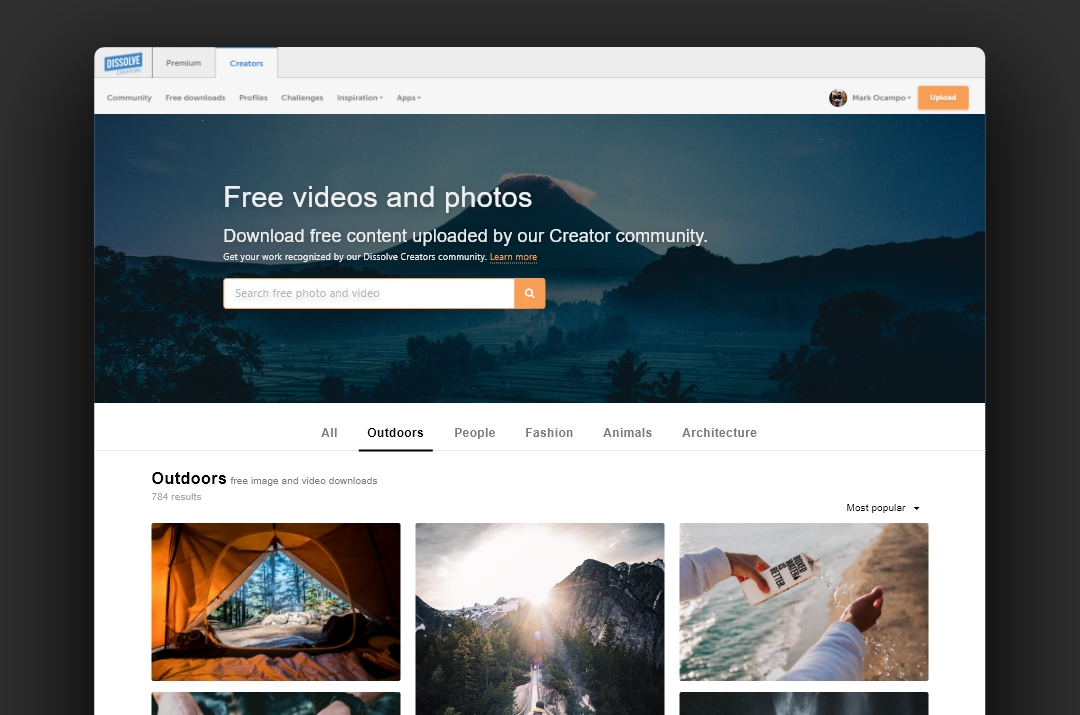 DISSOLVE
CREATORS
Premium
Creators
Community Free downloads Profiles Challenges Inspiration Apps
Mark Ocampo
Upload
Free videos and photos
Download free content uploaded by our Creator community.
Get your work recognized by our Dissolve Creators community. Learn more
Search free photo and video
All Outdoors People Fashion Animals Architecture
Outdoors free image and video downloads
784 results
Most popular
BOXED
WATER
IS
BETTER.